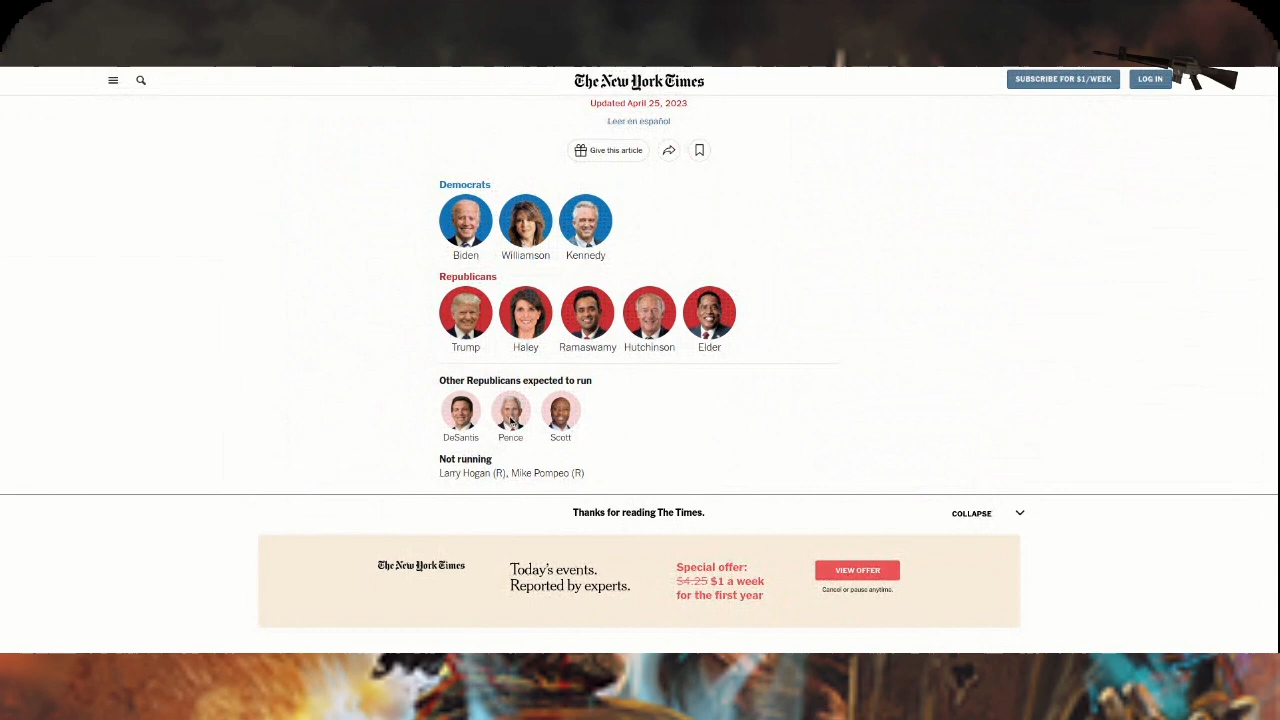 The New York Times
SUBSCRIBE FOR $1/WEEK
LOG IN
Updated April 25, 2023
Leer en español
Give this article
Democrats
Biden Williamson Kennedy
Republicans
Trump Haley Ramaswamy Hutchinson Elder
Other Republicans expected to run
DeSantis Pence Scott
Not running
Larry Hogan (R), Mike Pompeo (R)
Thanks for reading The Times.
COLLAPSE
The New York Times
Today's events.
Reported by experts.
Special offer:
$4.25 $1 a week
for the first year
VIEW OFFER
Cancel or pause anytime.